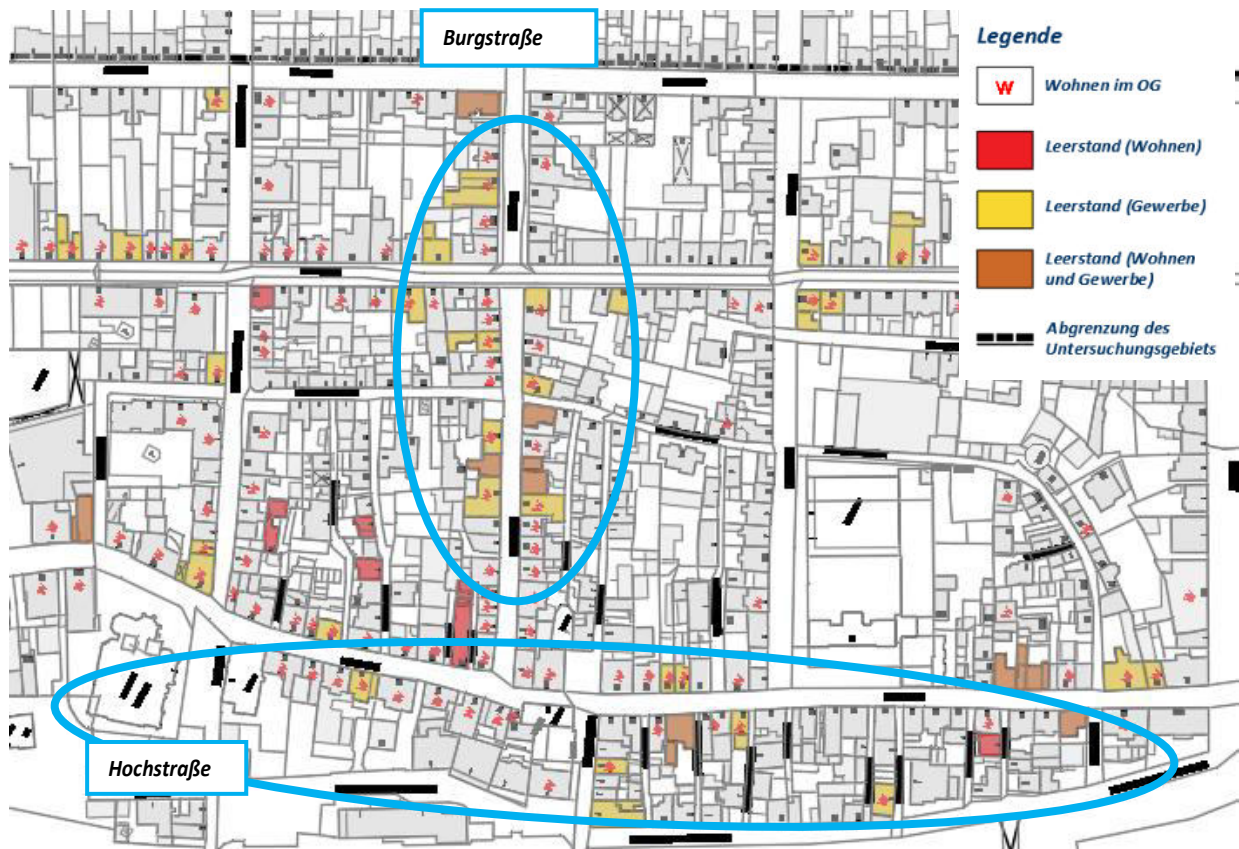 Burgstraße
Legende
W
Wohnen im OG
Leerstand (Wohnen)
Leerstand (Gewerbe)
Leerstand (Wohnen
und Gewerbe)
Abgrenzung des
Untersuchungsgebiets
Hochstraße